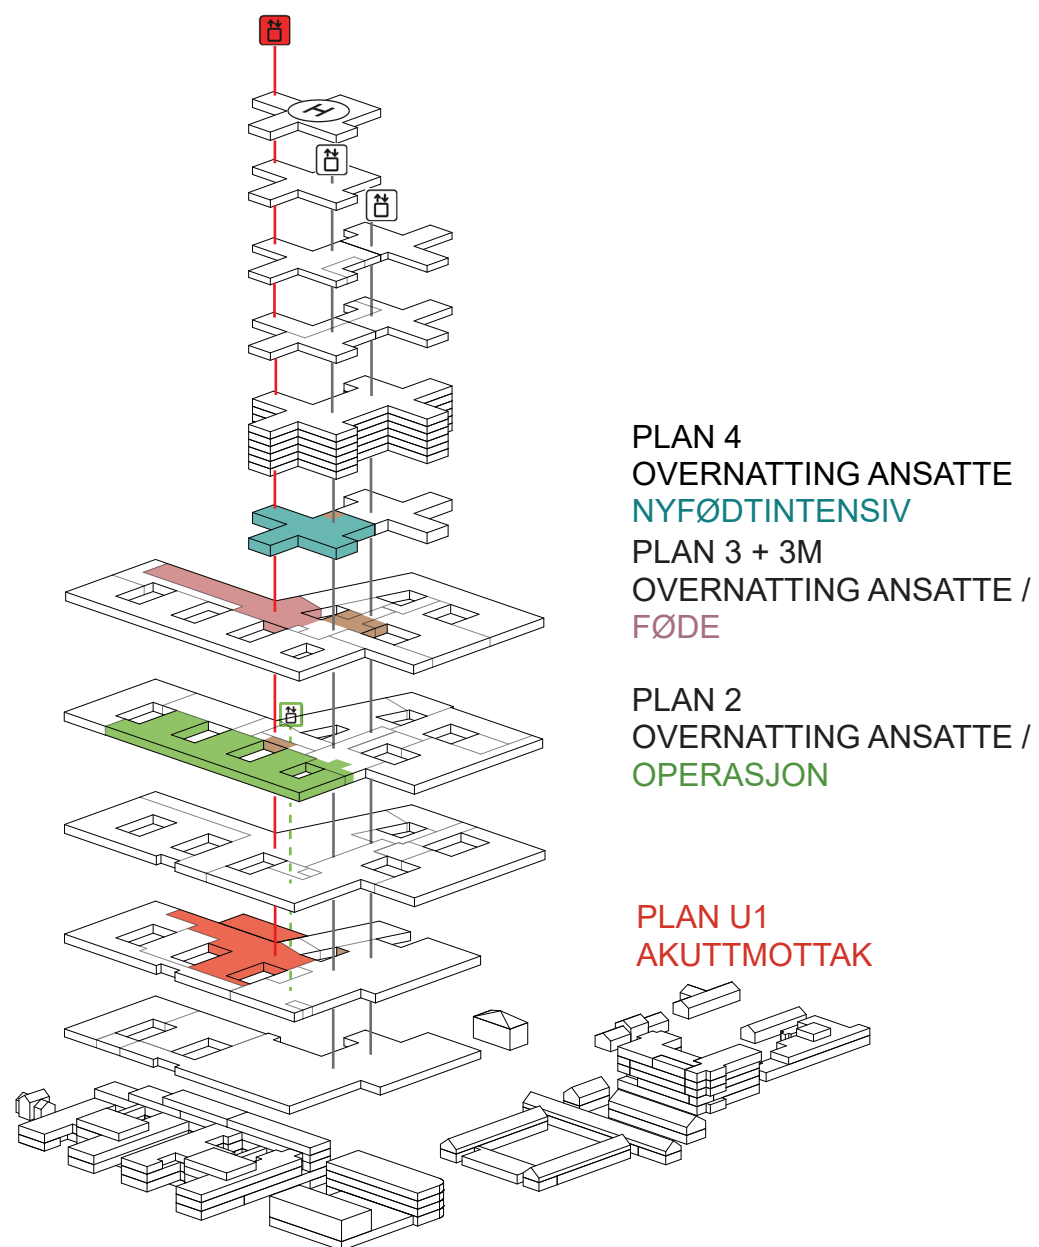 H
PLAN 4
OVERNATTING ANSATTE
NYFØDTINTENSIV
PLAN 3 + 3M
OVERNATTING ANSATTE /
FØDE
PLAN 2
OVERNATTING ANSATTE /
OPERASJON
PLAN U1
AKUTTMOTTAK